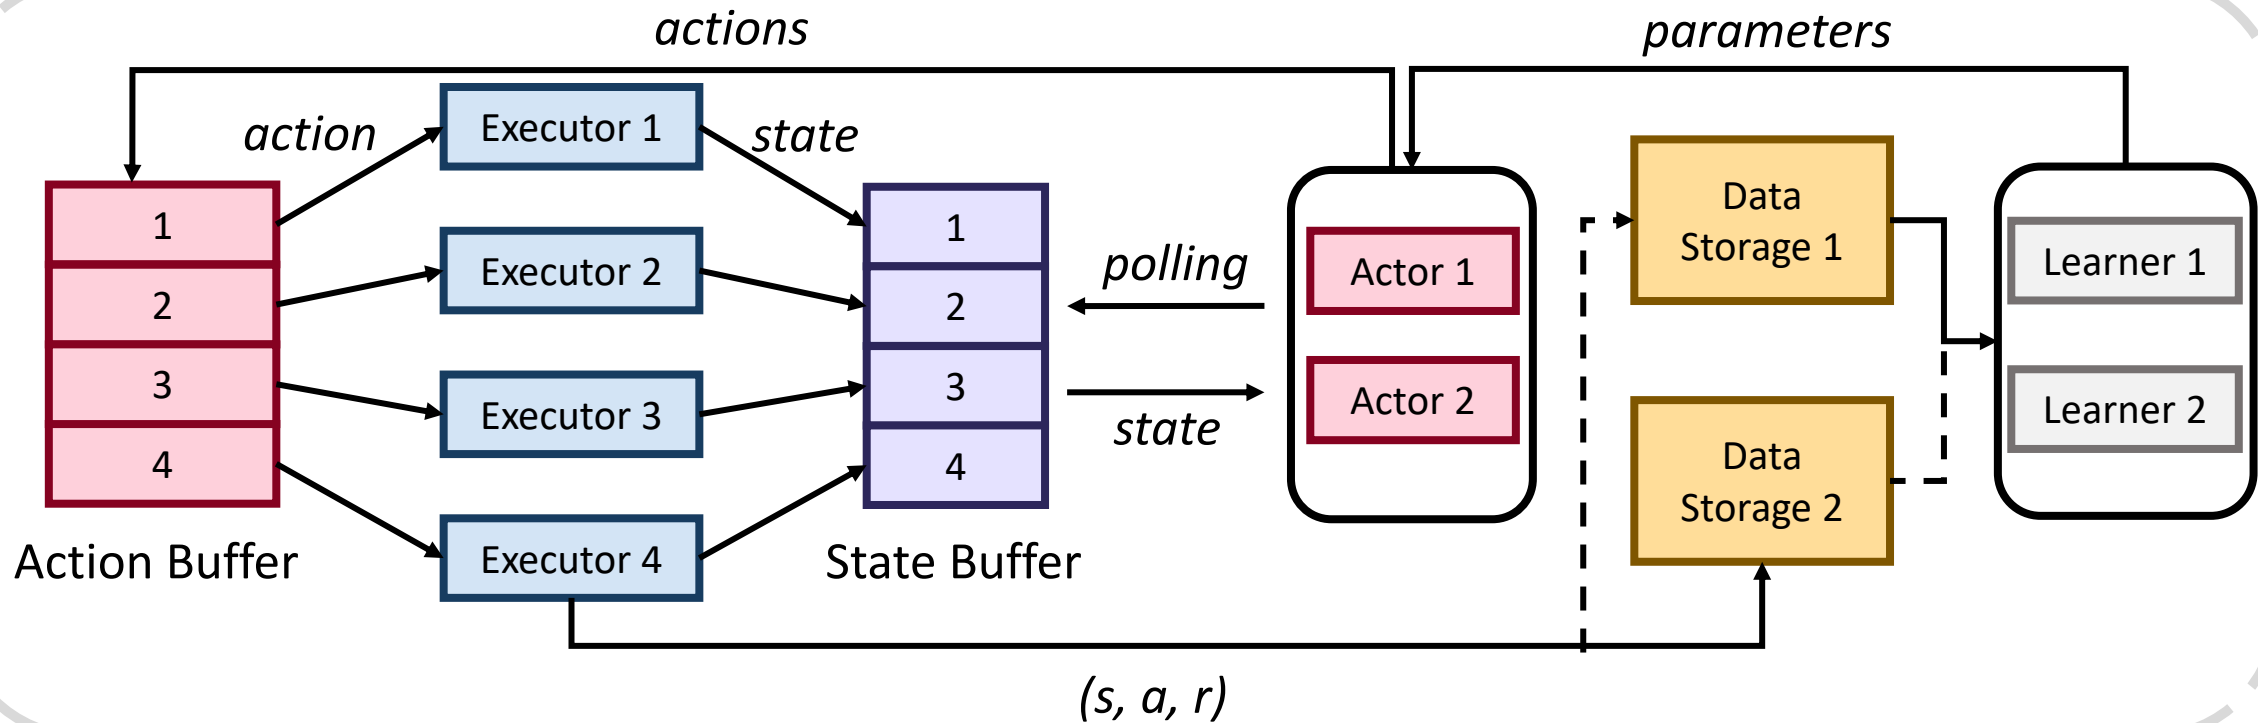 actions
parameters
action
Executor 1
state
1
2
3
4
Action Buffer
Executor 2
Executor 3
Executor 4
1
2
3
4
State Buffer
polling
state
Actor 1
Actor 2
Data
Storage 1
Data
Storage 2
Learner 1
Learner 2
(s, a, r)